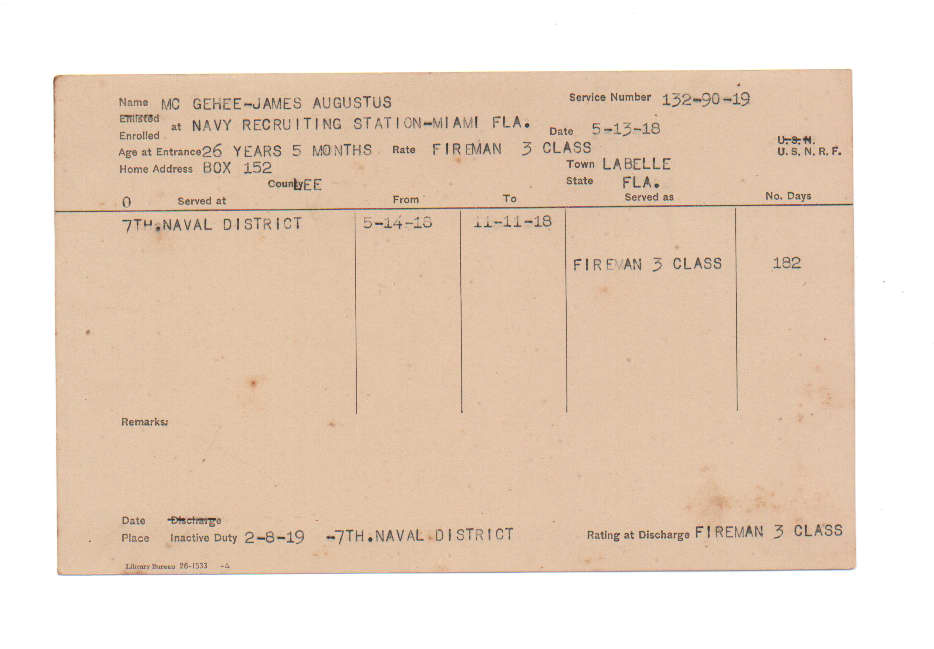 Name MC GEHEE-JAMES AUGUSTUS Service Number 132-90-19
Enlisted
Enrolled at NAVY RECRUITING STATION-MIAMI FLA. Date 5-13-18
U.S.N.
Age at Entrance 26 YEARS 5 MONTHS Rate FIREMAN 3 CLASS U.S.N.R.F.
Home Address BOX 152 Town LABELLE
County LEE State FLA.
0 Served at From To Served as No. Days
7TH.NAVAL DISTRICT 5-14-18 11-11-18
FIREMAN 3 CLASS 182
Remarks:
Date Discharge
Place Inactive Duty 2-8-19 -7TH.NAVAL DISTRICT Rating at Discharge FIREMAN 3 CLASS
Library Bureau 26-1533